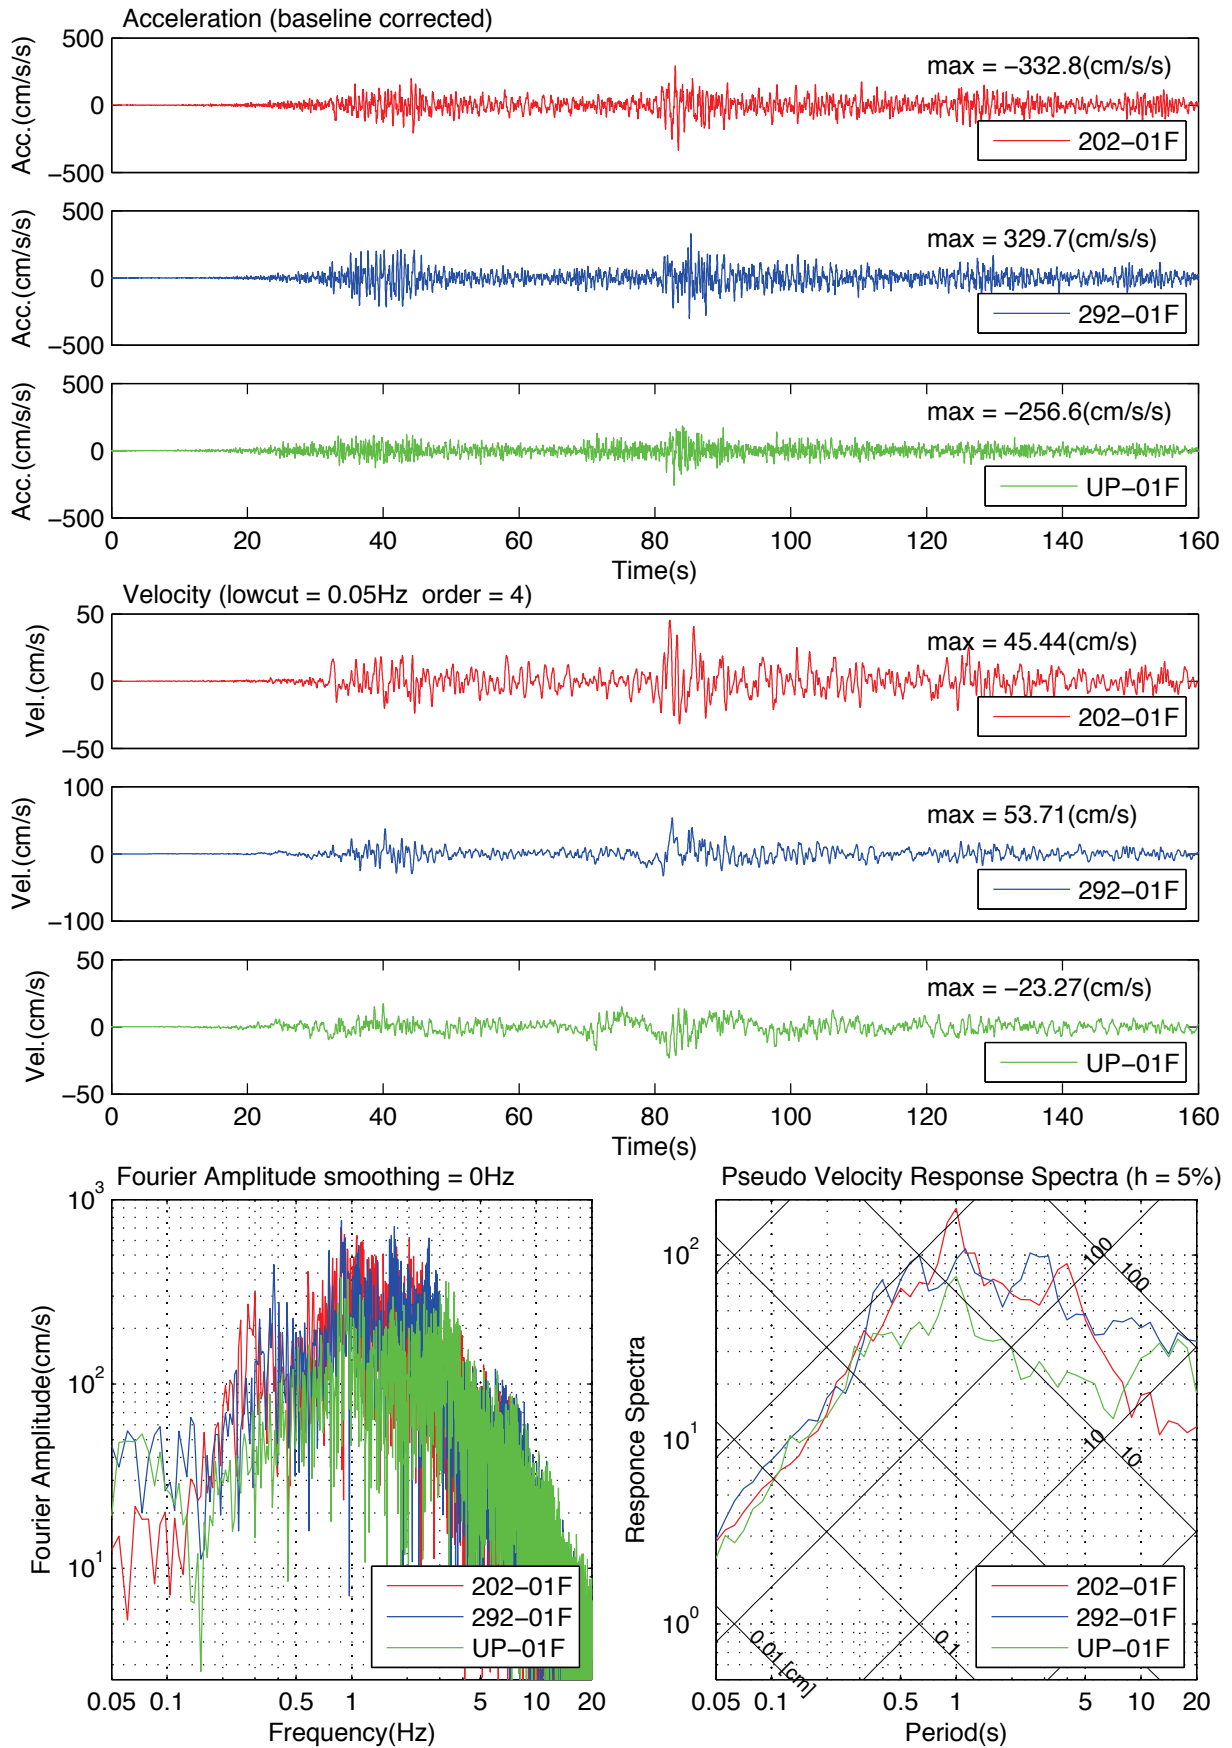 Acceleration (baseline corrected)
Acc.(cm/s/s)
500
0
−500
max = −332.8(cm/s/s)
202−01F
Acc.(cm/s/s)
500
0
−500
max = 329.7(cm/s/s)
292−01F
Acc.(cm/s/s)
500
0
−500
max = −256.6(cm/s/s)
UP−01F
0 20 40 60 80 100 120 140 160
Time(s)
Velocity (lowcut = 0.05Hz order = 4)
Vel.(cm/s)
50
0
−50
max = 45.44(cm/s)
202−01F
Vel.(cm/s)
100
0
−100
max = 53.71(cm/s)
292−01F
Vel.(cm/s)
50
0
−50
max = −23.27(cm/s)
UP−01F
0 20 40 60 80 100 120 140 160
Time(s)
Fourier Amplitude smoothing = 0Hz
Fourier Amplitude(cm/s)
10³
10²
10¹
202−01F
292−01F
UP−01F
0.05 0.1 0.5 1 5 10 20
Frequency(Hz)
Pseudo Velocity Response Spectra (h = 5%)
Responce Spectra
10²
10¹
10⁰
100
100
10
10
0.1
0.01 [cm]
202−01F
292−01F
UP−01F
0.05 0.1 0.5 1 5 10 20
Period(s)